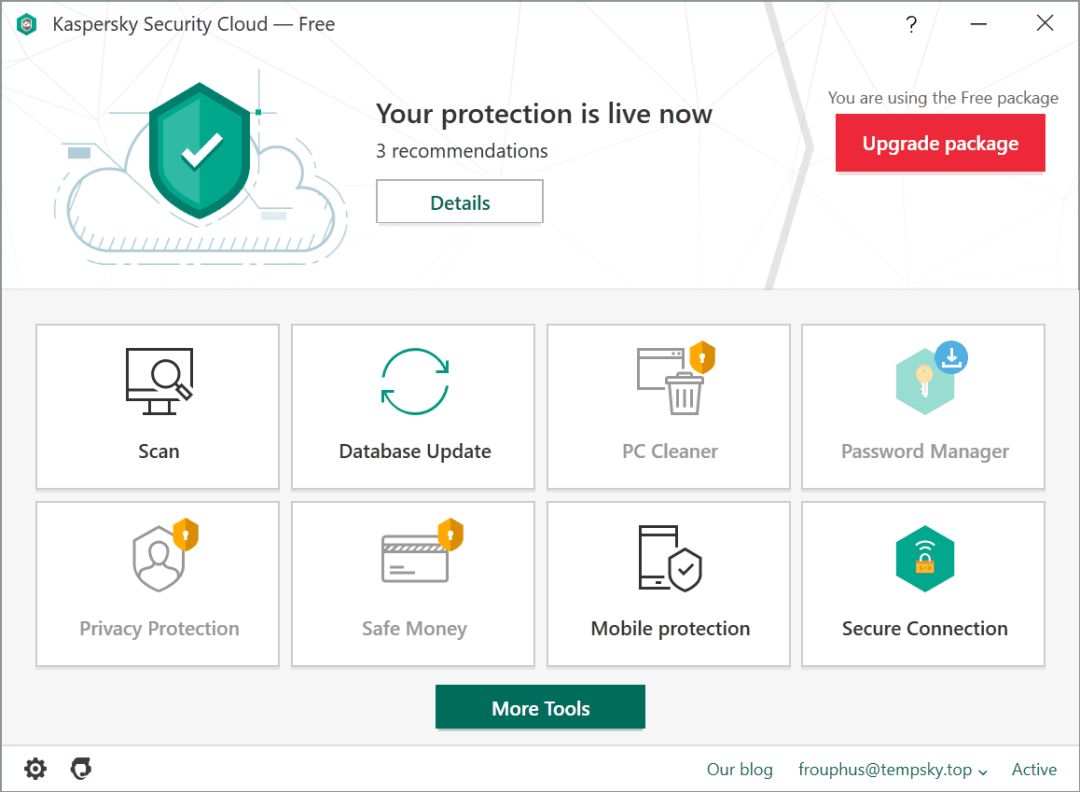 Kaspersky Security Cloud — Free
?
Your protection is live now
3 recommendations
Details
You are using the Free package
Upgrade package
Scan
Database Update
PC Cleaner
Password Manager
Privacy Protection
Safe Money
Mobile protection
Secure Connection
More Tools
Our blog
frouphus@tempsky.top
Active